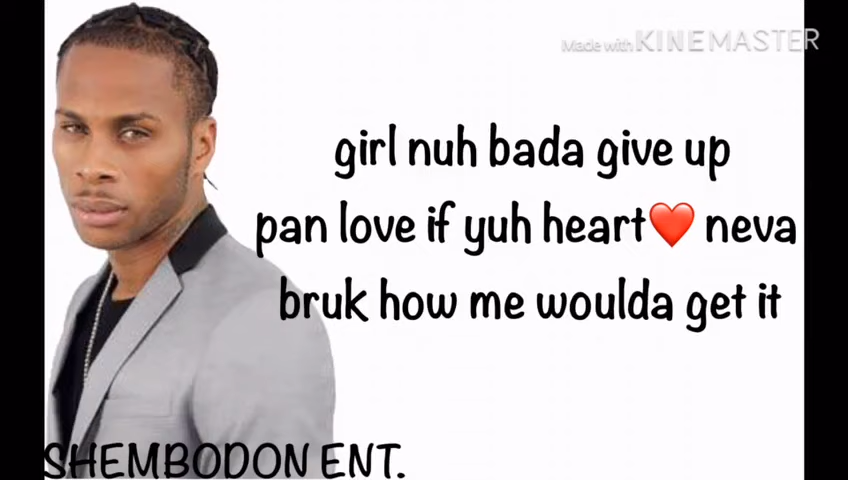 Made with KINEMASTER
girl nuh bada give up
pan love if yuh heart❤️ neva
bruk how me woulda get it
SHEMBODON ENT.